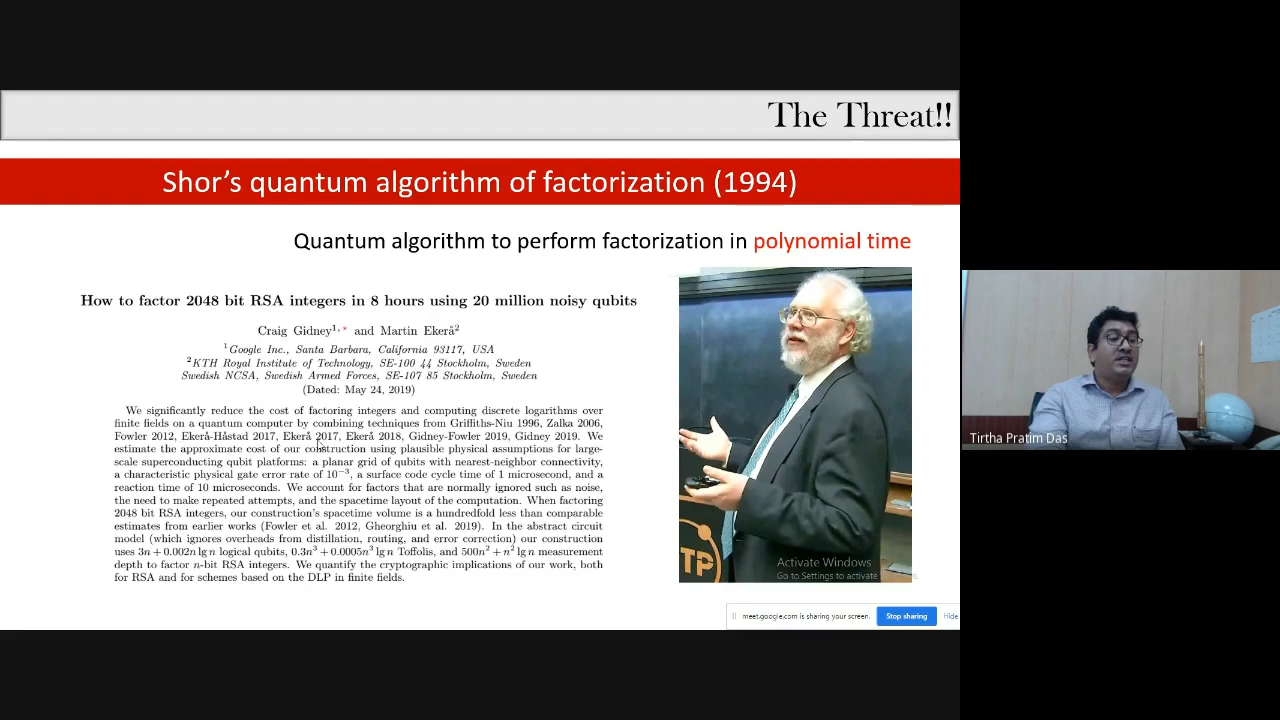 The Threat!!
Shor's quantum algorithm of factorization (1994)
Quantum algorithm to perform factorization in polynomial time
How to factor 2048 bit RSA integers in 8 hours using 20 million noisy qubits
Craig Gidney1,* and Martin Ekerå2
1Google Inc., Santa Barbara, California 93117, USA
2KTH Royal Institute of Technology, SE-100 44 Stockholm, Sweden
Swedish NCSA, Swedish Armed Forces, SE-107 85 Stockholm, Sweden
(Dated: May 24, 2019)
We significantly reduce the cost of factoring integers and computing discrete logarithms over
finite fields on a quantum computer by combining techniques from Griffiths-Niu 1996, Zalka 2006,
Fowler 2012, Ekerå-Håstad 2017, Ekerå 2017, Ekerå 2018, Gidney-Fowler 2019, Gidney 2019. We
estimate the approximate cost of our construction using plausible physical assumptions for large-
scale superconducting qubit platforms: a planar grid of qubits with nearest-neighbor connectivity,
a characteristic physical gate error rate of 10⁻³, a surface code cycle time of 1 microsecond, and a
reaction time of 10 microseconds. We account for factors that are normally ignored such as noise,
the need to make repeated attempts, and the spacetime layout of the computation. When factoring
2048 bit RSA integers, our construction's spacetime volume is a hundredfold less than comparable
estimates from earlier works (Fowler et al. 2012, Gheorghiu et al. 2019). In the abstract circuit
model (which ignores overheads from distillation, routing, and error correction) our construction
uses 3n + 0.002n lg n logical qubits, 0.3n³ + 0.0005n³ lg n Toffolis, and 500n² + n² lg n measurement
depth to factor n-bit RSA integers. We quantify the cryptographic implications of our work, both
for RSA and for schemes based on the DLP in finite fields.
TP
Activate Windows
Go to Settings to activate
meet.google.com is sharing your screen.
Stop sharing
Hide
Tirtha Pratim Das